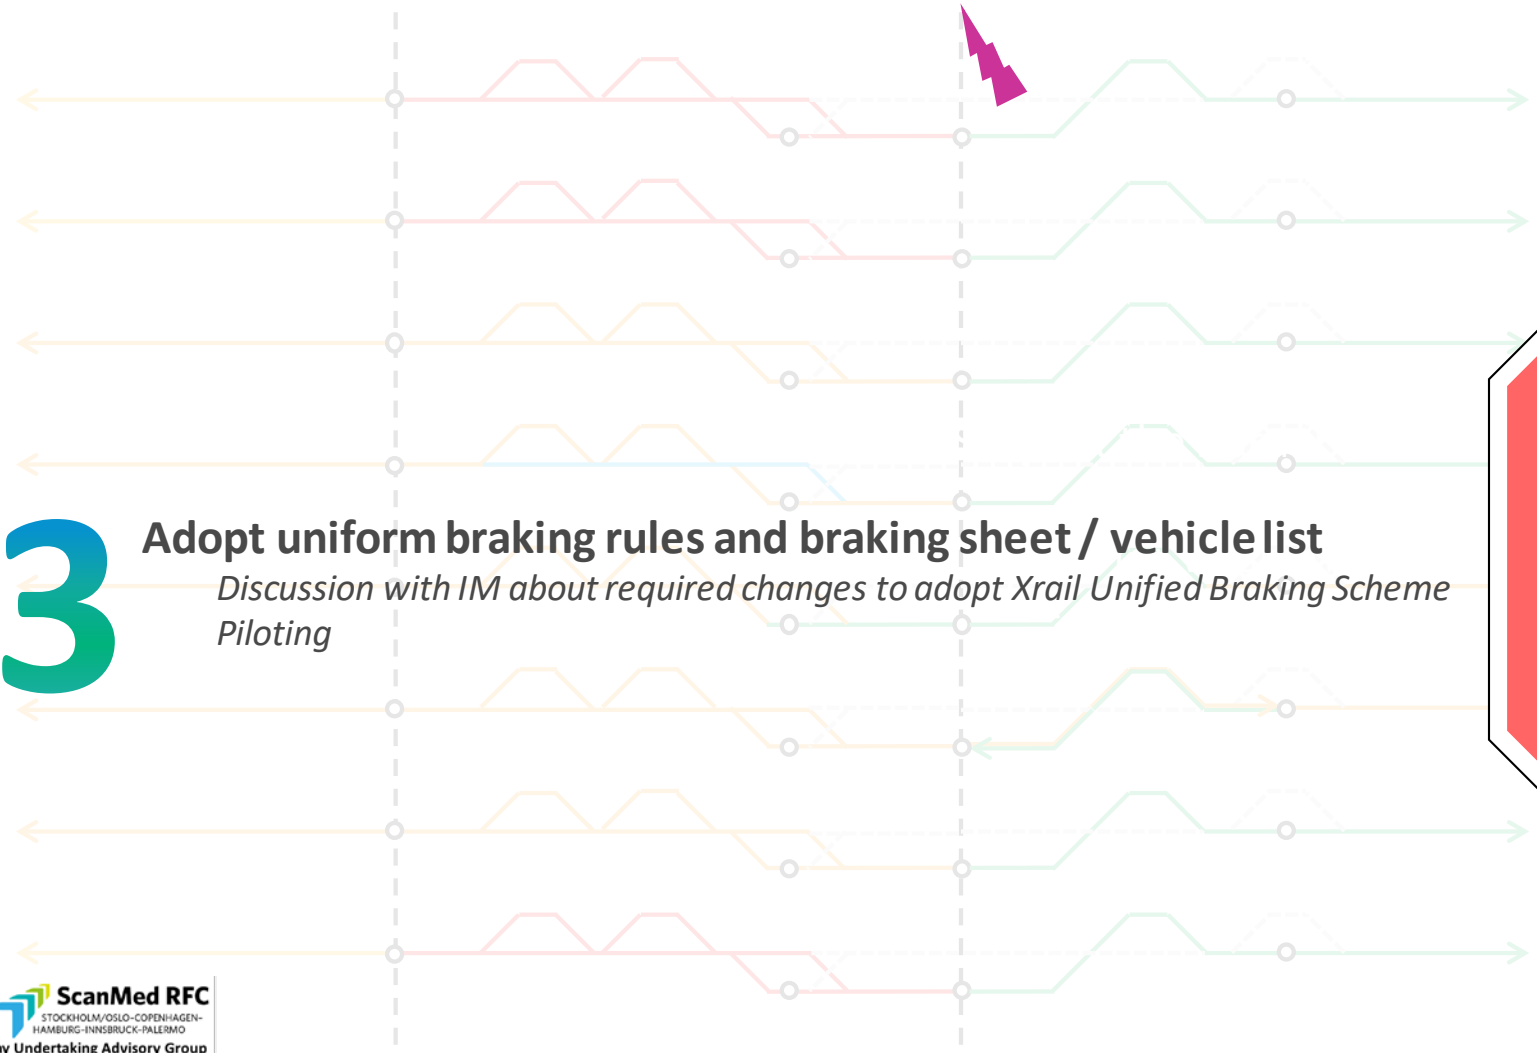 3
Adopt uniform braking rules and braking sheet / vehicle list
Discussion with IM about required changes to adopt Xrail Unified Braking Scheme
Piloting
ScanMed RFC
STOCKHOLM/OSLO-COPENHAGEN-
HAMBURG-INNSBRUCK-PALERMO
Undertaking Advisory Group